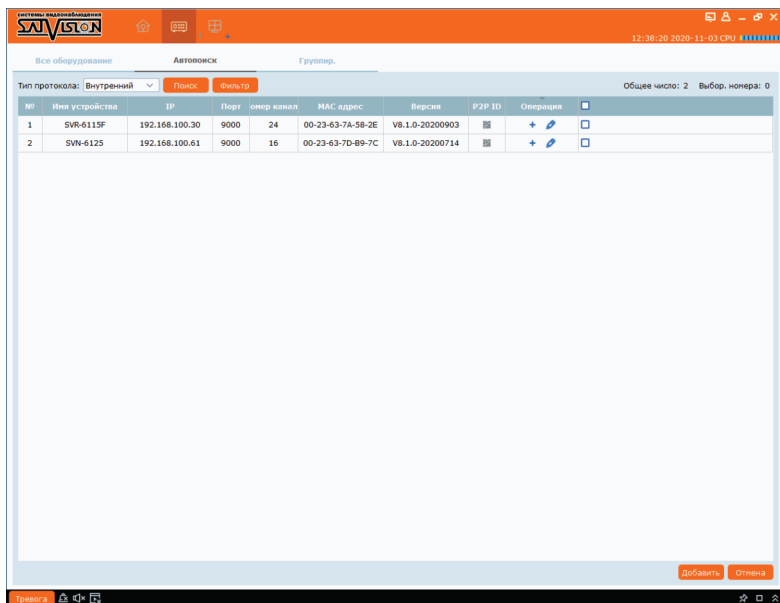 системы видеонаблюдения
SATVISION
12:38:20 2020-11-03 CPU
Все оборудование Автопоиск Группир.
Тип протокола: Внутренний Поиск Фильтр Общее число: 2 Выбор. номера: 0
№ Имя устройства IP Порт омер канал MAC адрес Версия P2P ID Операция
1 SVR-6115F 192.168.100.30 9000 24 00-23-63-7A-58-2E V8.1.0-20200903
2 SVN-6125 192.168.100.61 9000 16 00-23-63-7D-B9-7C V8.1.0-20200714
Добавить Отмена
Тревога